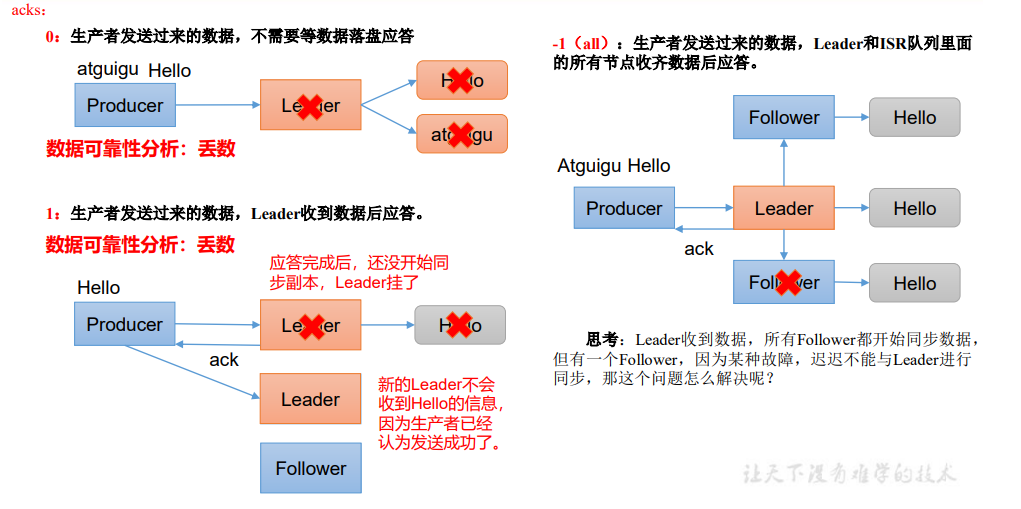 acks:
0：生产者发送过来的数据，不需要等数据落盘应答
atguigu Hello
Producer
Leader
Hello
atguigu
数据可靠性分析：丢数
1：生产者发送过来的数据，Leader收到数据后应答。
数据可靠性分析：丢数
应答完成后，还没开始同
步副本，Leader挂了
Hello
Producer
Leader
Hello
ack
Leader
新的Leader不会
收到Hello的信息，
因为生产者已经
认为发送成功了。
Follower
-1（all）：生产者发送过来的数据，Leader和ISR队列里面
的所有节点收齐数据后应答。
Follower
Hello
Atguigu Hello
Producer
Leader
Hello
ack
Follower
Hello
思考：Leader收到数据，所有Follower都开始同步数据，
但有一个Follower，因为某种故障，迟迟不能与Leader进行
同步，那这个问题怎么解决呢？
让天下没有难学的技术